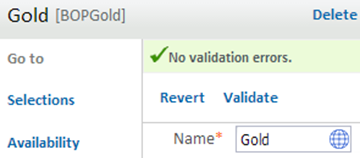 Gold [BOPGold] Delete
Go to
No validation errors.
Selections
Revert Validate
Availability
Name* Gold